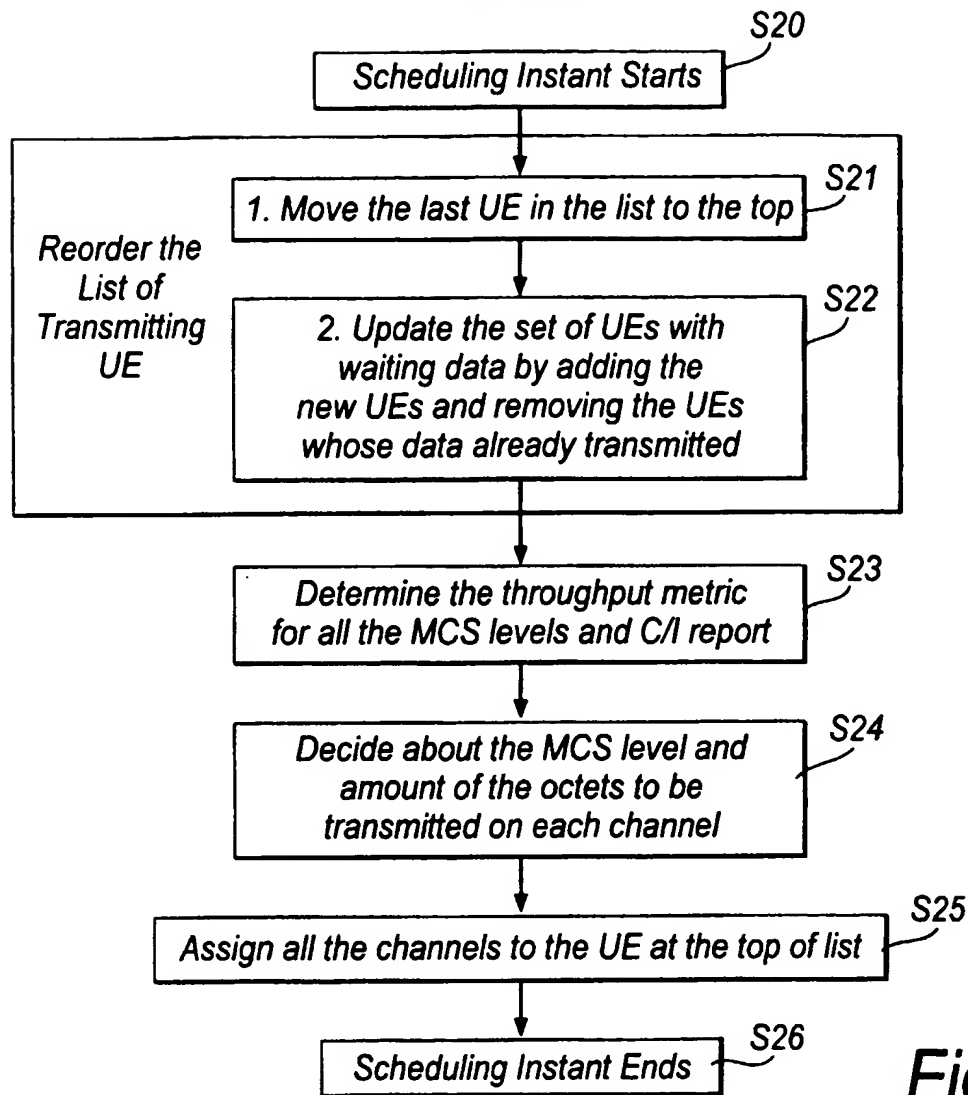 S20
Scheduling Instant Starts
S21
1. Move the last UE in the list to the top
Reorder the
List of
Transmitting
UE
S22
2. Update the set of UEs with
waiting data by adding the
new UEs and removing the UEs
whose data already transmitted
S23
Determine the throughput metric
for all the MCS levels and C/I report
S24
Decide about the MCS level and
amount of the octets to be
transmitted on each channel
S25
Assign all the channels to the UE at the top of list
S26
Scheduling Instant Ends